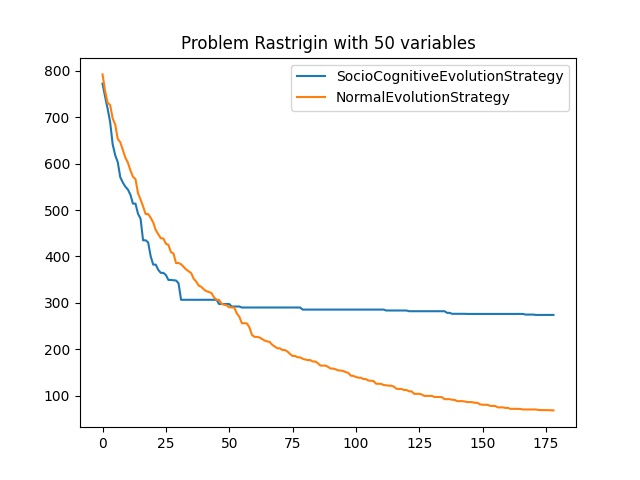 Problem Rastrigin with 50 variables
SocioCognitiveEvolutionStrategy
NormalEvolutionStrategy
800
700
600
500
400
300
200
100
0 25 50 75 100 125 150 175